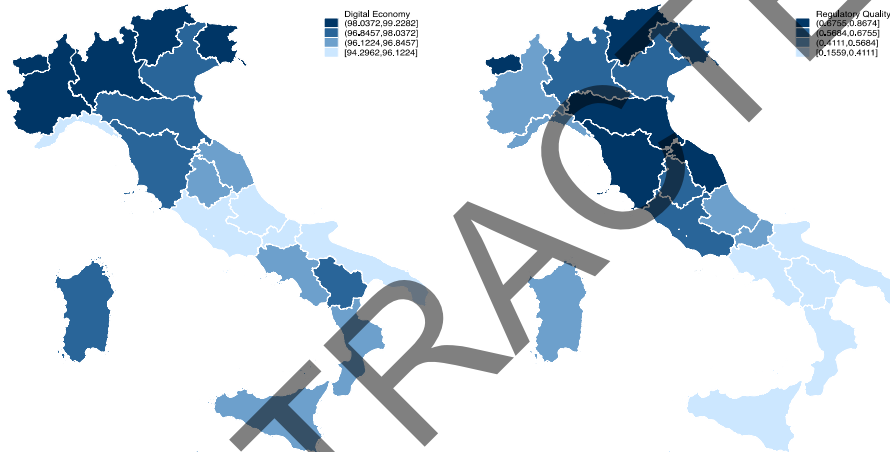 Digital Economy
(98.0372,99.2282]
(96.8457,98.0372]
(96.1224,96.8457]
[94.2962,96.1224]
Regulatory Quality
(0.6755,0.8674]
(0.5684,0.6755]
(0.4111,0.5684]
[0.1559,0.4111]
TRACTE